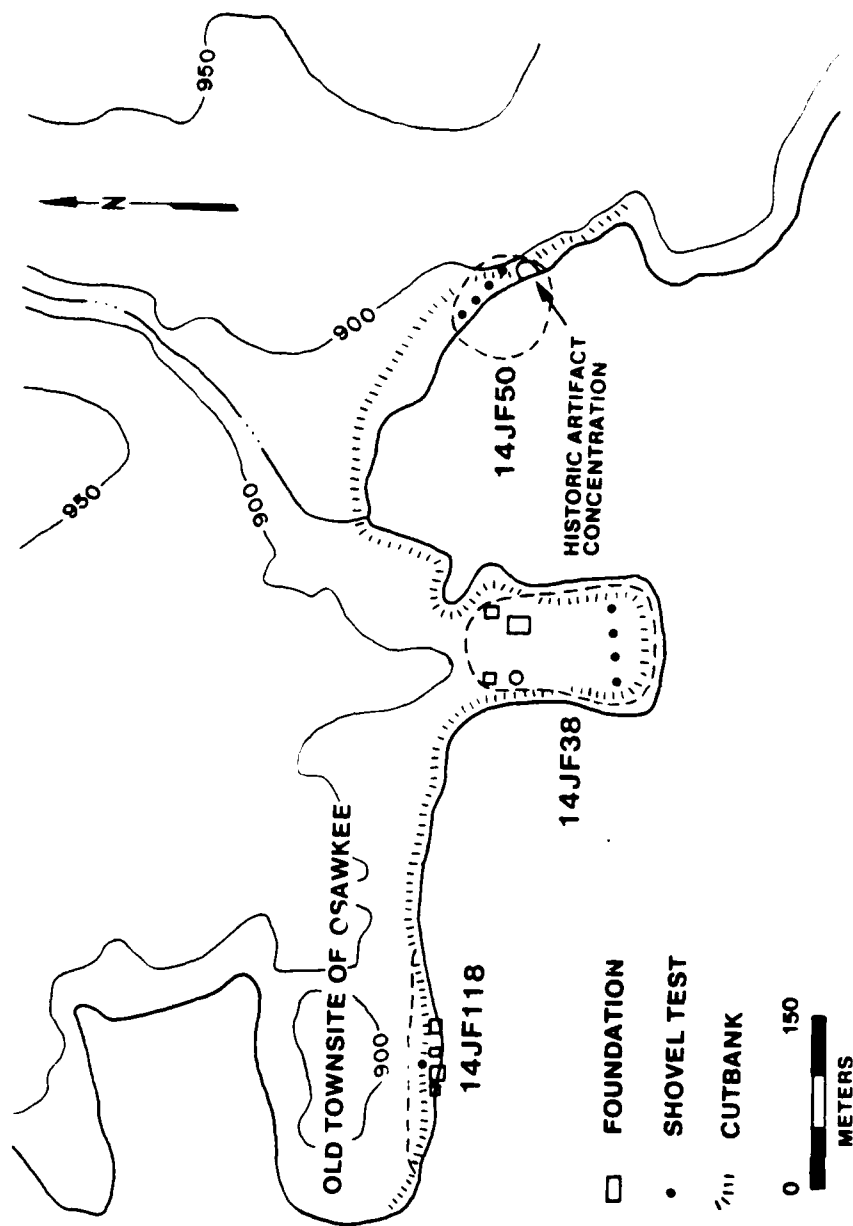 950
N
900
950
900
14JF50
HISTORIC ARTIFACT
CONCENTRATION
OLD TOWNSITE OF OSAWKEE
900
14JF38
14JF118
FOUNDATION
SHOVEL TEST
CUTBANK
0 150
METERS